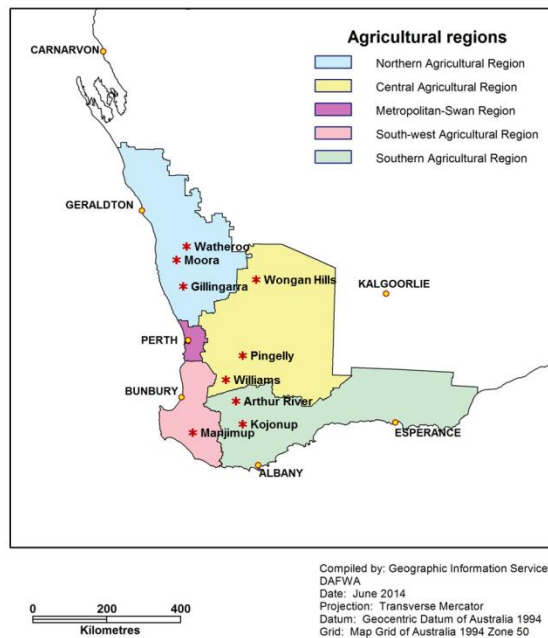 Agricultural regions
Northern Agricultural Region
Central Agricultural Region
Metropolitan-Swan Region
South-west Agricultural Region
Southern Agricultural Region
CARNARVON
GERALDTON
Watheroo
Moora
Gillingarra
Wongan Hills
KALGOORLIE
PERTH
Pingelly
Williams
BUNBURY
Arthur River
Kojonup
ESPERANCE
Manjimup
ALBANY
Compiled by: Geographic Information Service
DAFWA
Date: June 2014
Projection: Transverse Mercator
Datum: Geocentric Datum of Australia 1994
Grid: Map Grid of Australia 1994 Zone 50
0 200 400
Kilometres